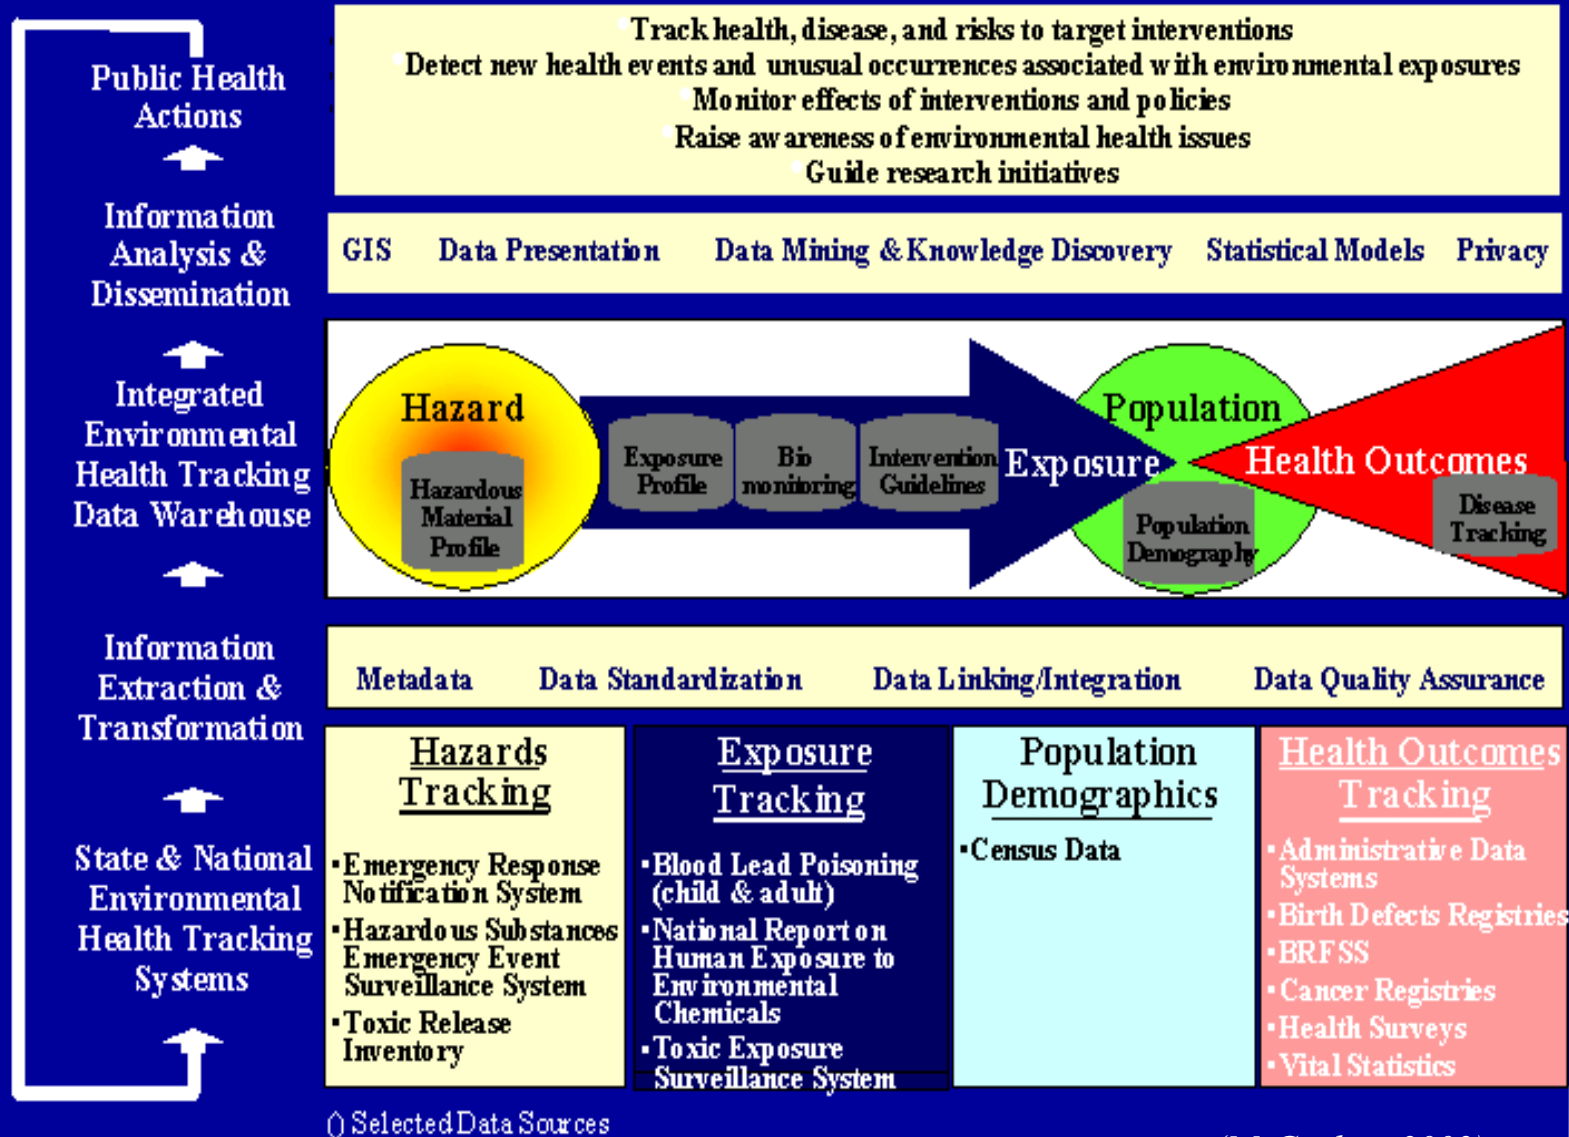 Public Health
Actions
Track health, disease, and risks to target interventions
Detect new health events and unusual occurrences associated with environmental exposures
Monitor effects of interventions and policies
Raise awareness of environmental health issues
Guide research initiatives
Information
Analysis &
Dissemination
GIS Data Presentation Data Mining & Knowledge Discovery Statistical Models Privacy
Integrated
Environmental
Health Tracking
Data Warehouse
Hazard
Hazardous
Material
Profile
Exposure
Profile
Bio
monitoring
Intervention
Guidelines
Exposure
Population
Population
Demography
Health Outcomes
Disease
Tracking
Information
Extraction &
Transformation
Metadata Data Standardization Data Linking/Integration Data Quality Assurance
State & National
Environmental
Health Tracking
Systems
Hazards
Tracking
▪Emergency Response
Notification System
▪Hazardous Substances
Emergency Event
Surveillance System
▪Toxic Release
Inventory
Exposure
Tracking
▪Blood Lead Poisoning
(child & adult)
▪National Report on
Human Exposure to
Environmental
Chemicals
▪Toxic Exposure
Surveillance System
Population
Demographics
▪Census Data
Health Outcomes
Tracking
▪Administrative Data
Systems
▪Birth Defects Registries
▪BRFSS
▪Cancer Registries
▪Health Surveys
▪Vital Statistics
() Selected Data Sources